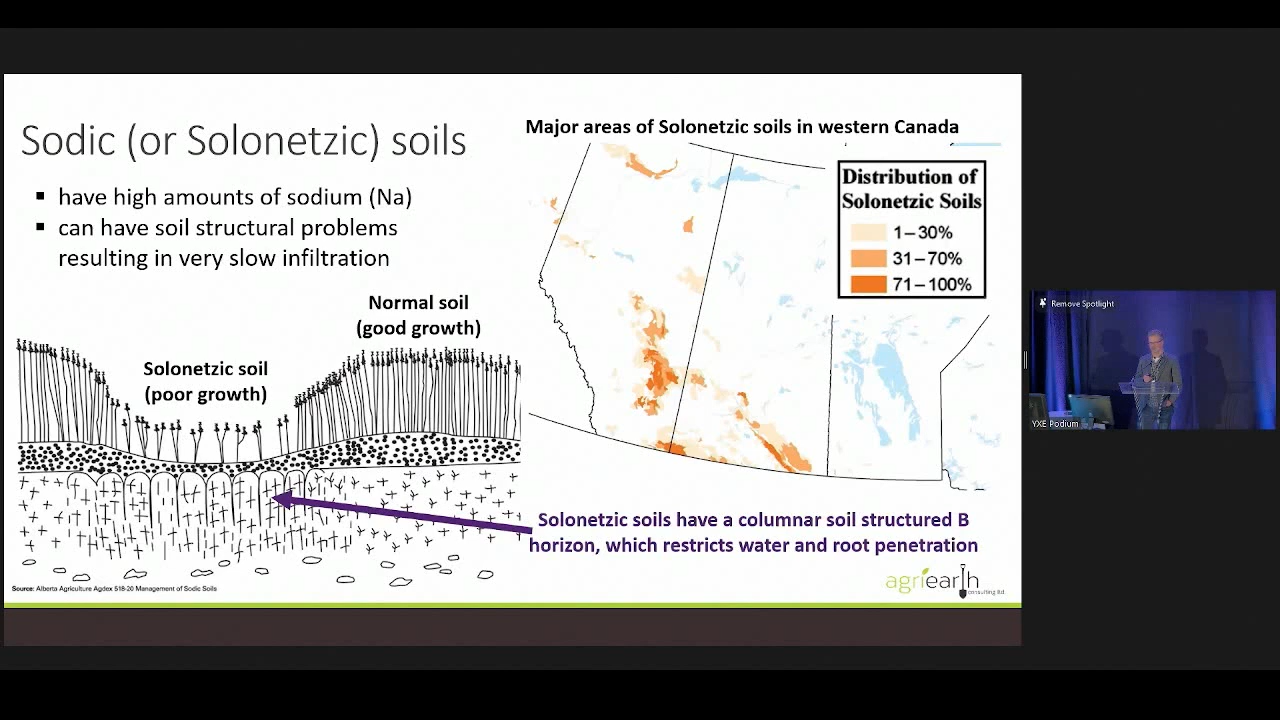 Sodic (or Solonetzic) soils
▪ have high amounts of sodium (Na)
▪ can have soil structural problems
resulting in very slow infiltration
Normal soil
(good growth)
Solonetzic soil
(poor growth)
Major areas of Solonetzic soils in western Canada
Distribution of
Solonetzic Soils
1–30%
31–70%
71–100%
Solonetzic soils have a columnar soil structured B
horizon, which restricts water and root penetration
Source: Alberta Agriculture Agdex 518-20 Management of Sodic Soils
agriearth
consulting ltd
Remove Spotlight
YXE Podium